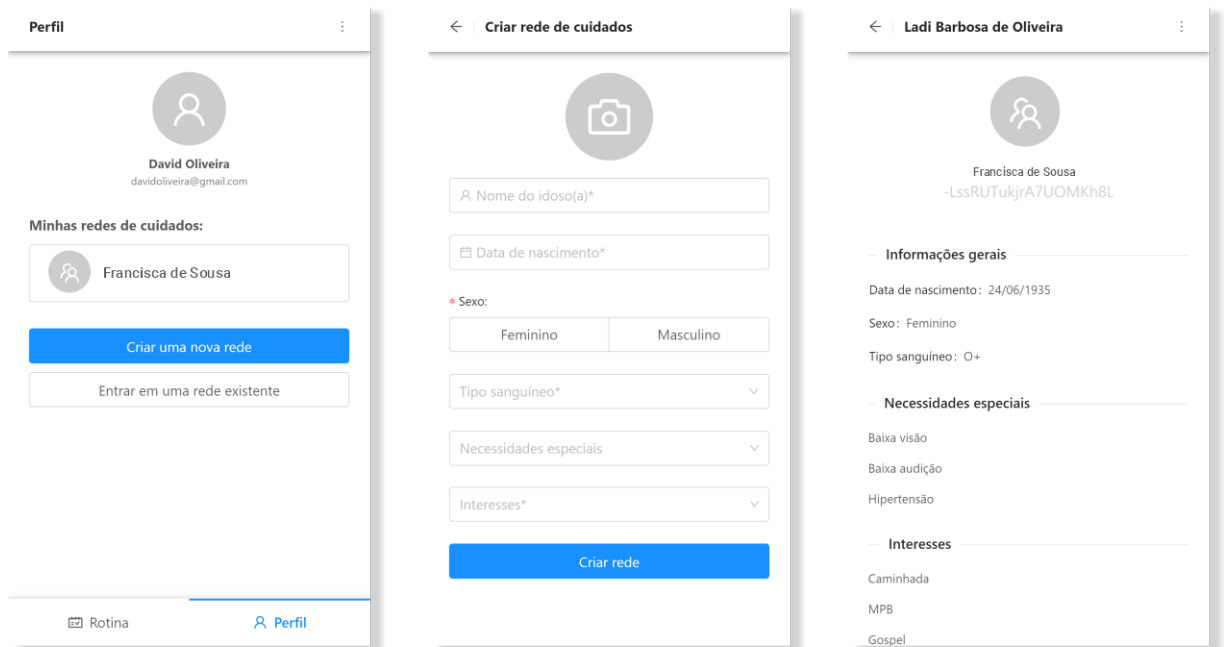 Perfil
David Oliveira
davidoliveira@gmail.com
Minhas redes de cuidados:
Francisca de Sousa
Criar uma nova rede
Entrar em uma rede existente
Rotina
Perfil
Criar rede de cuidados
Nome do idoso(a)*
Data de nascimento*
* Sexo:
Feminino
Masculino
Tipo sanguíneo*
Necessidades especiais
Interesses*
Criar rede
Ladi Barbosa de Oliveira
Francisca de Sousa
-LssRUTukjrA7UOMKh8L
Informações gerais
Data de nascimento: 24/06/1935
Sexo: Feminino
Tipo sanguíneo: O+
Necessidades especiais
Baixa visão
Baixa audição
Hipertensão
Interesses
Caminhada
MPB
Gospel